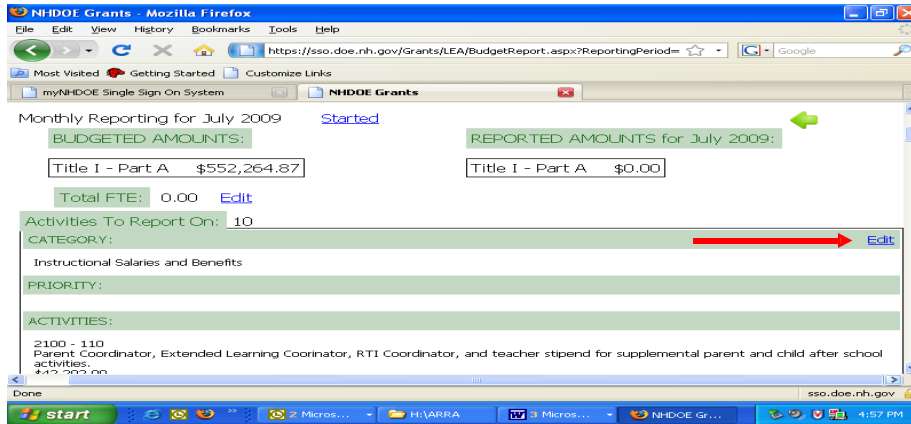 NHDOE Grants - Mozilla Firefox
File Edit View History Bookmarks Tools Help
https://sso.doe.nh.gov/Grants/LEA/BudgetReport.aspx?ReportingPeriod= G Google
Most Visited Getting Started Customize Links
myNHDOE Single Sign On System NHDOE Grants
Monthly Reporting for July 2009 Started
BUDGETED AMOUNTS: REPORTED AMOUNTS for July 2009:
Title I - Part A $552,264.87 Title I - Part A $0.00
Total FTE: 0.00 Edit
Activities To Report On: 10
CATEGORY: Edit
Instructional Salaries and Benefits
PRIORITY:
ACTIVITIES:
2100 - 110
Parent Coordinator, Extended Learning Coorinator, RTI Coordinator, and teacher stipend for supplemental parent and child after school
activities.
Done sso.doe.nh.gov
start 2 Micros... H:\ARRA 3 Micros... NHDOE Gr... 4:57 PM